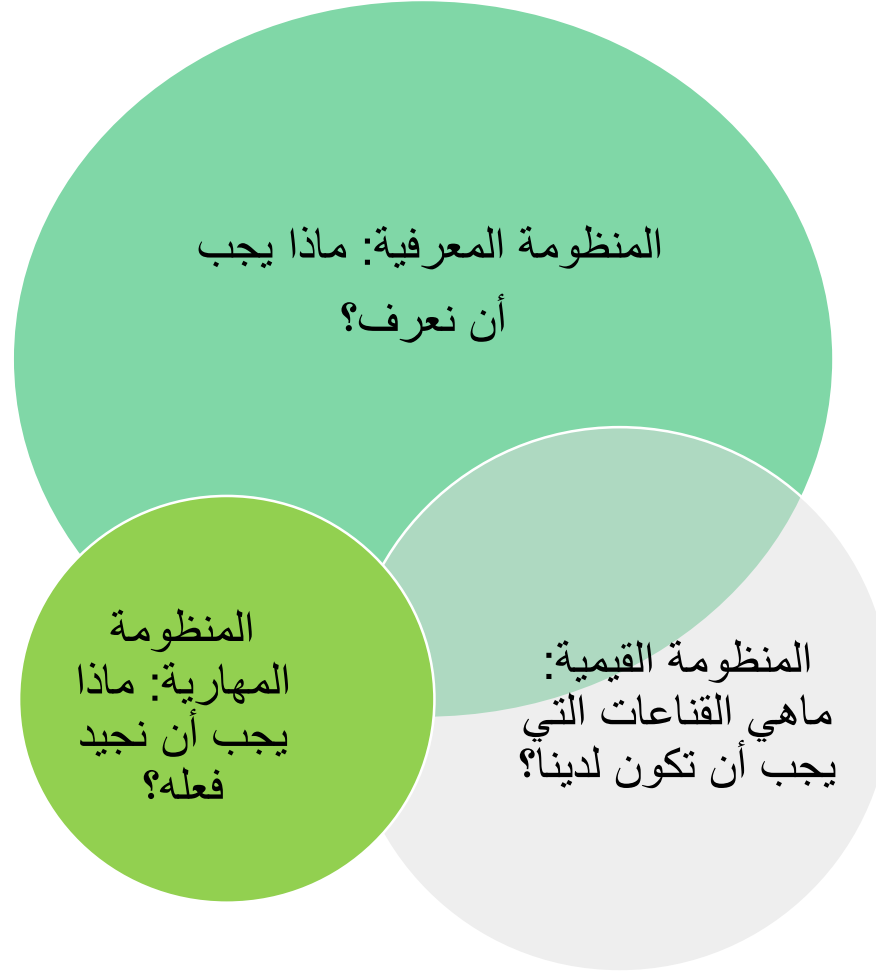 المنظومة المعرفية: ماذا يجب
أن نعرف؟
المنظومة
المهارية: ماذا
يجب أن نجيد
فعله؟
المنظومة القيمية:
ماهي القناعات التي
يجب أن تكون لدينا؟